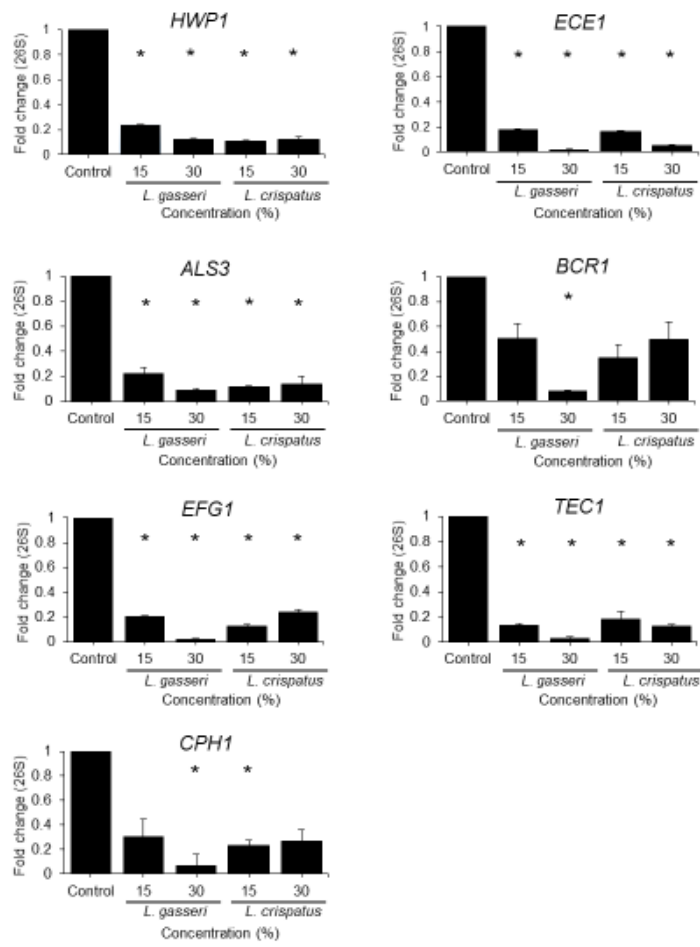 HWP1
Fold change (26S)
1
0.8
0.6
0.4
0.2
0
* * * *
Control 15 30 15 30
L. gasseri L. crispatus
Concentration (%)
ECE1
Fold change (26S)
1
0.8
0.6
0.4
0.2
0
* * * *
Control 15 30 15 30
L. gasseri L. crispatus
Concentration (%)
ALS3
Fold change (26S)
1
0.8
0.6
0.4
0.2
0
* * * *
Control 15 30 15 30
L. gasseri L. crispatus
Concentration (%)
BCR1
Fold change (26S)
1
0.8
0.6
0.4
0.2
0
*
Control 15 30 15 30
L. gasseri L. crispatus
Concentration (%)
EFG1
Fold change (26S)
1
0.8
0.6
0.4
0.2
0
* * * *
Control 15 30 15 30
L. gasseri L. crispatus
Concentration (%)
TEC1
Fold change (26S)
1
0.8
0.6
0.4
0.2
0
* * * *
Control 15 30 15 30
L. gasseri L. crispatus
Concentration (%)
CPH1
Fold change (26S)
1
0.8
0.6
0.4
0.2
0
* *
Control 15 30 15 30
L. gasseri L. crispatus
Concentration (%)